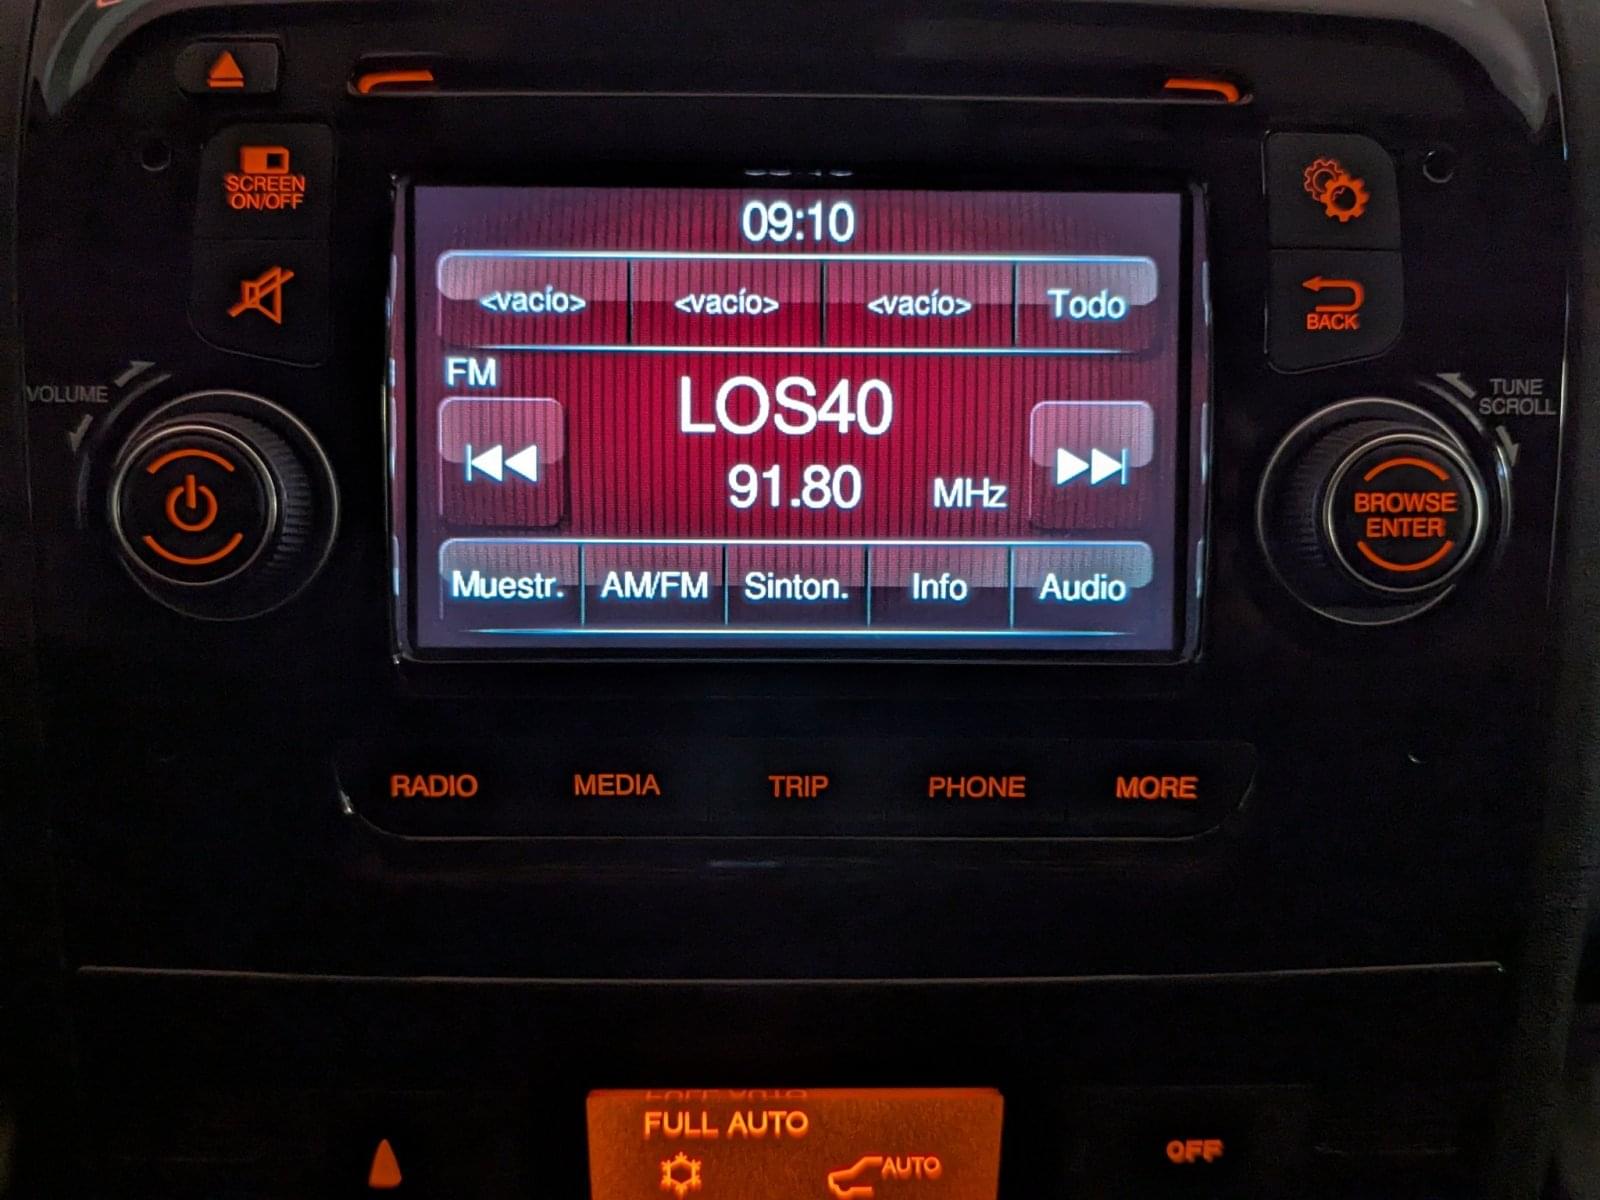 SCREEN
ON/OFF
09:10
<vacío> <vacío> <vacío> Todo
BACK
FM
VOLUME
LOS40
TUNE
SCROLL
91.80 MHz
BROWSE
ENTER
Muestr. AM/FM Sinton. Info Audio
RADIO MEDIA TRIP PHONE MORE
FULL AUTO
OFF
AUTO